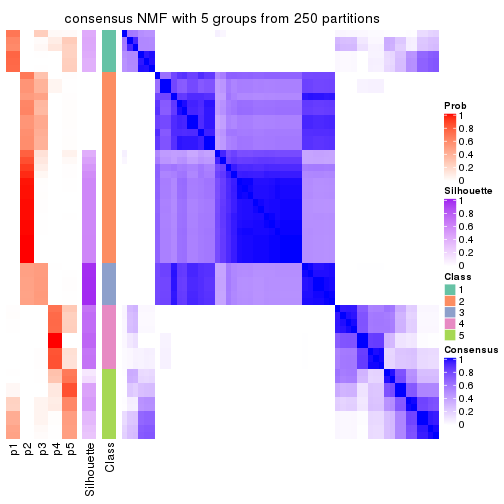 consensus NMF with 5 groups from 250 partitions
Prob
1
0.8
0.6
0.4
0.2
0
Silhouette
1
0.8
0.6
0.4
0.2
0
Class
1
2
3
4
5
Consensus
1
0.8
0.6
0.4
0.2
0
p1
p2
p3
p4
p5
Silhouette
Class